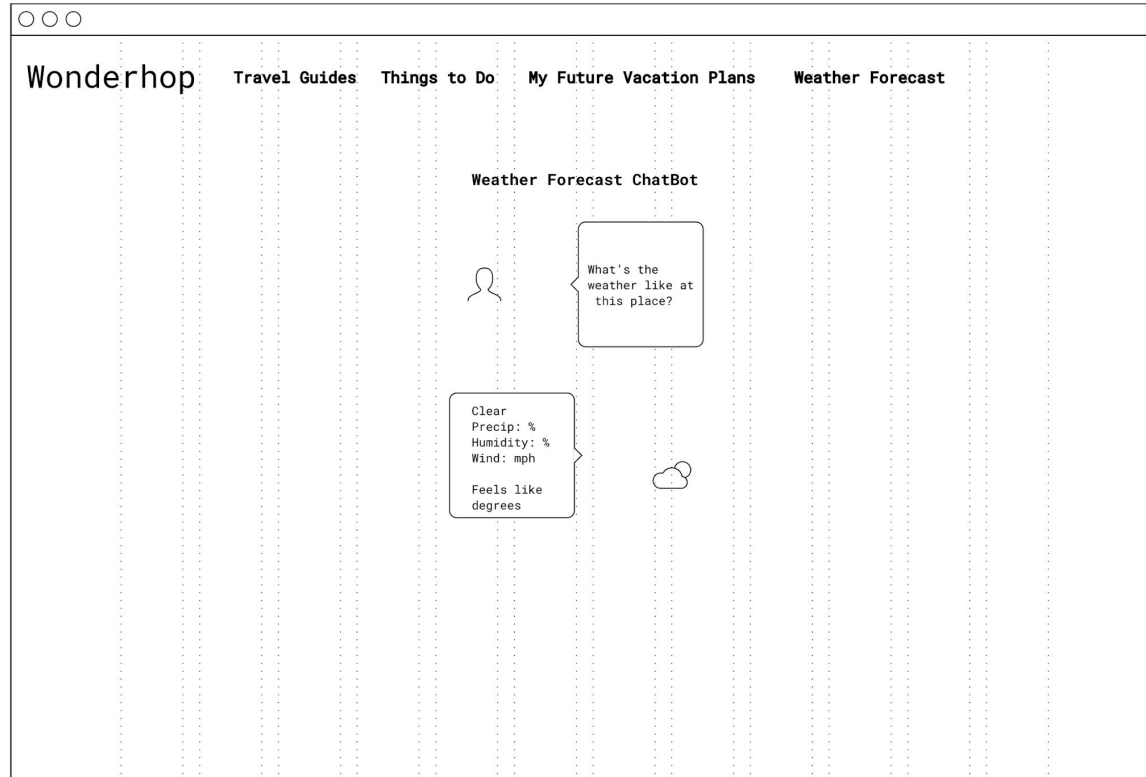 Wonderhop Travel Guides Things to Do My Future Vacation Plans Weather Forecast
Weather Forecast ChatBot
What's the
weather like at
this place?
Clear
Precip: %
Humidity: %
Wind: mph
Feels like
degrees